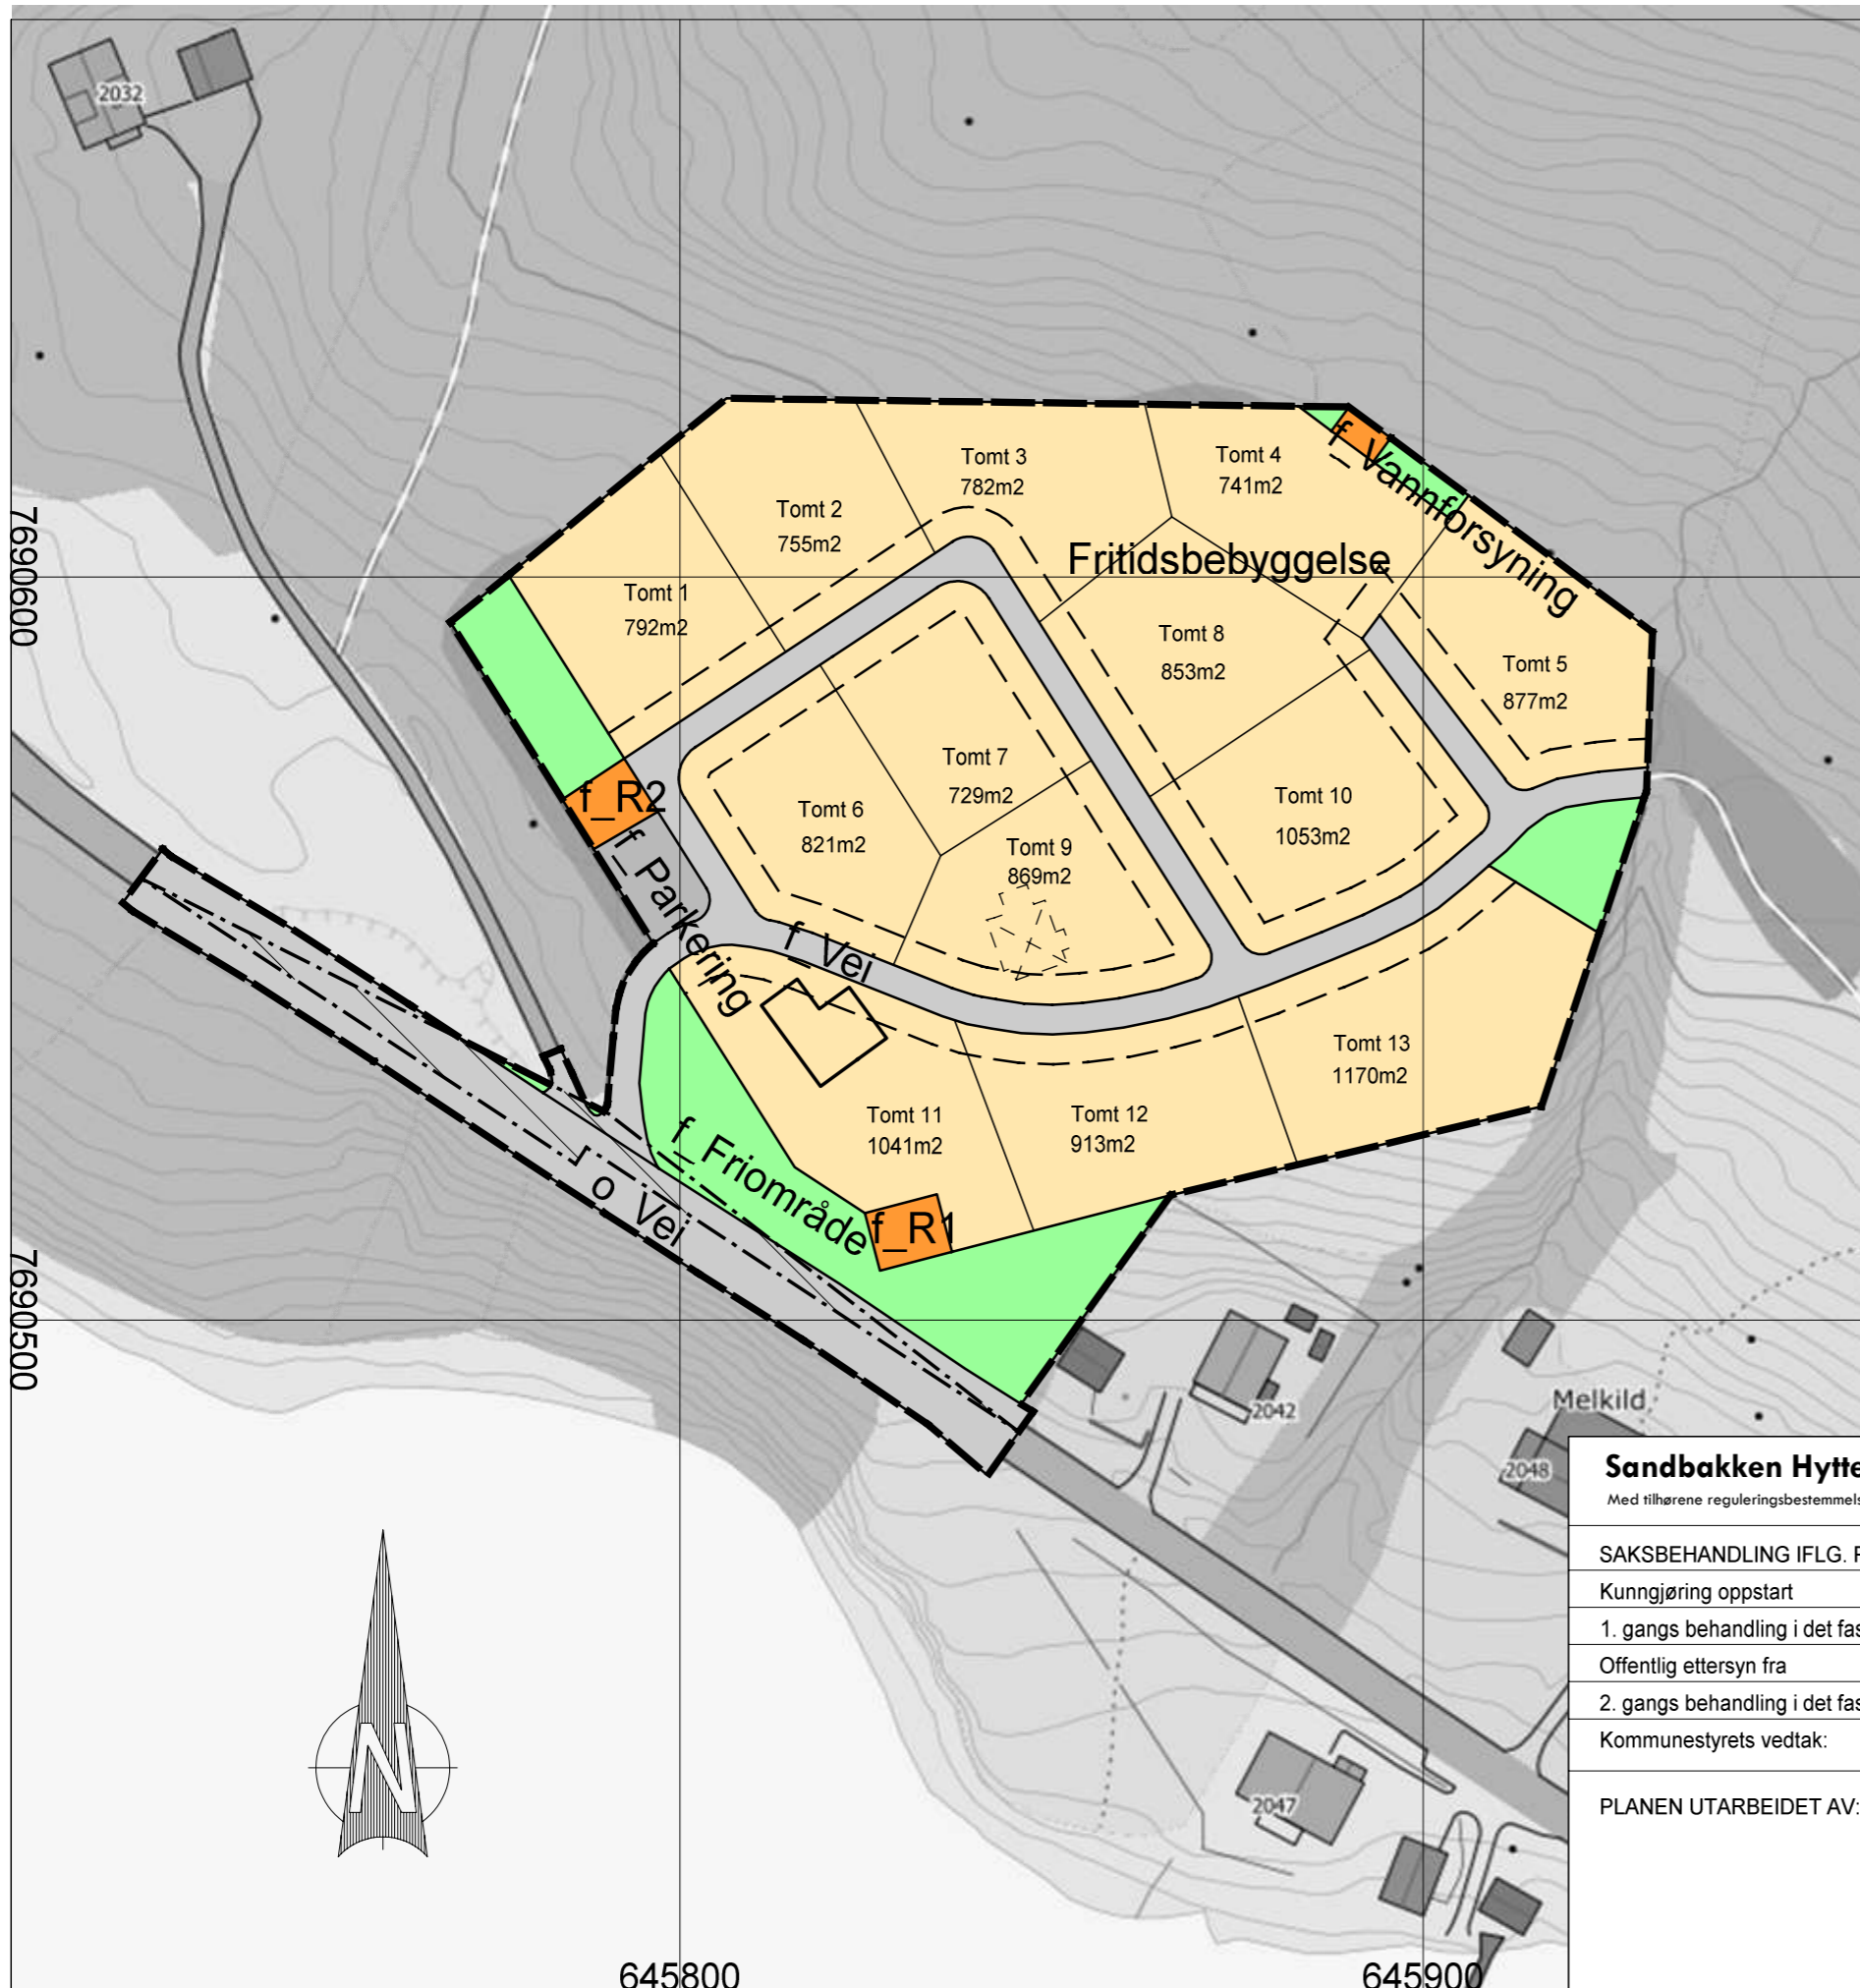 2032
Tomt 3
782m2
Tomt 4
741m2
f_Vannforsyning
Tomt 2
755m2
Fritidsbebyggelse
7690600
Tomt 1
792m2
Tomt 8
853m2
Tomt 5
877m2
Tomt 7
729m2
f_R2
Tomt 6
821m2
Tomt 10
1053m2
Tomt 9
869m2
f_Parkering
f_Vei
Tomt 13
1170m2
Tomt 11
1041m2
Tomt 12
913m2
f_Friområde
o_Vei
f_R1
7690500
2042
Melkild
2048
Sandbakken Hytte
Med tilhørene reguleringsbestemmels
SAKSBEHANDLING IFLG. P
Kunngjøring oppstart
1. gangs behandling i det fas
Offentlig ettersyn fra
2. gangs behandling i det fas
Kommunestyrets vedtak:
PLANEN UTARBEIDET AV:
N
2047
645800
645900